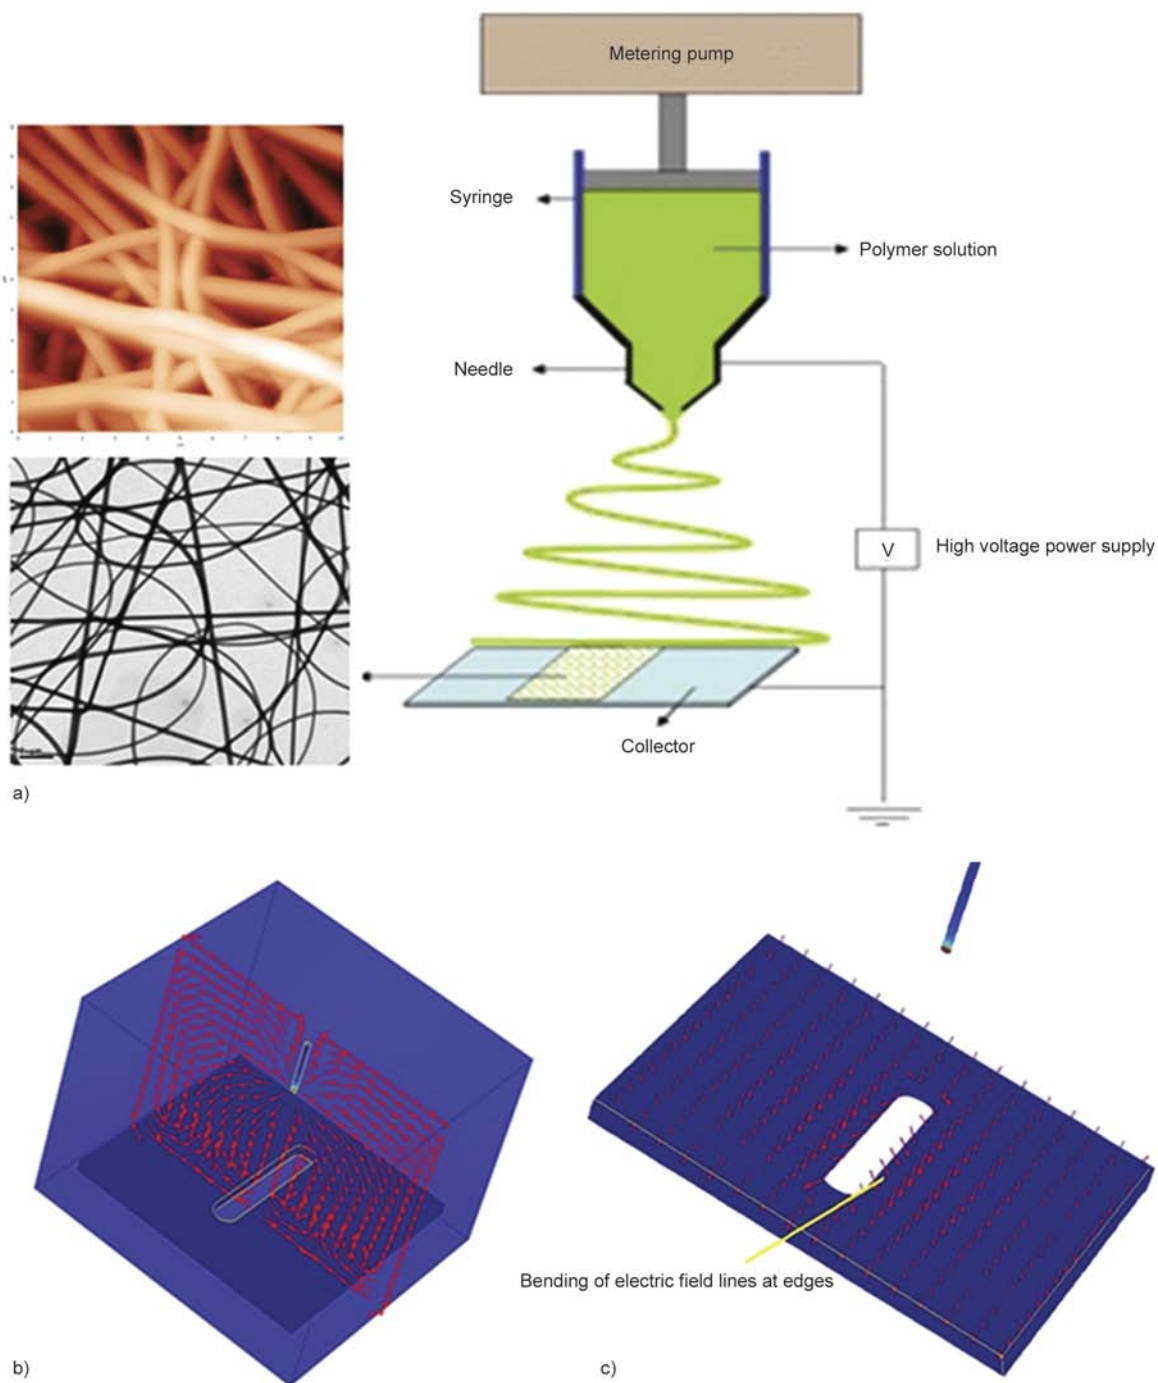 Metering pump
Syringe
Polymer solution
Needle
V
High voltage power supply
Collector
a)
Bending of electric field lines at edges
b)
c)